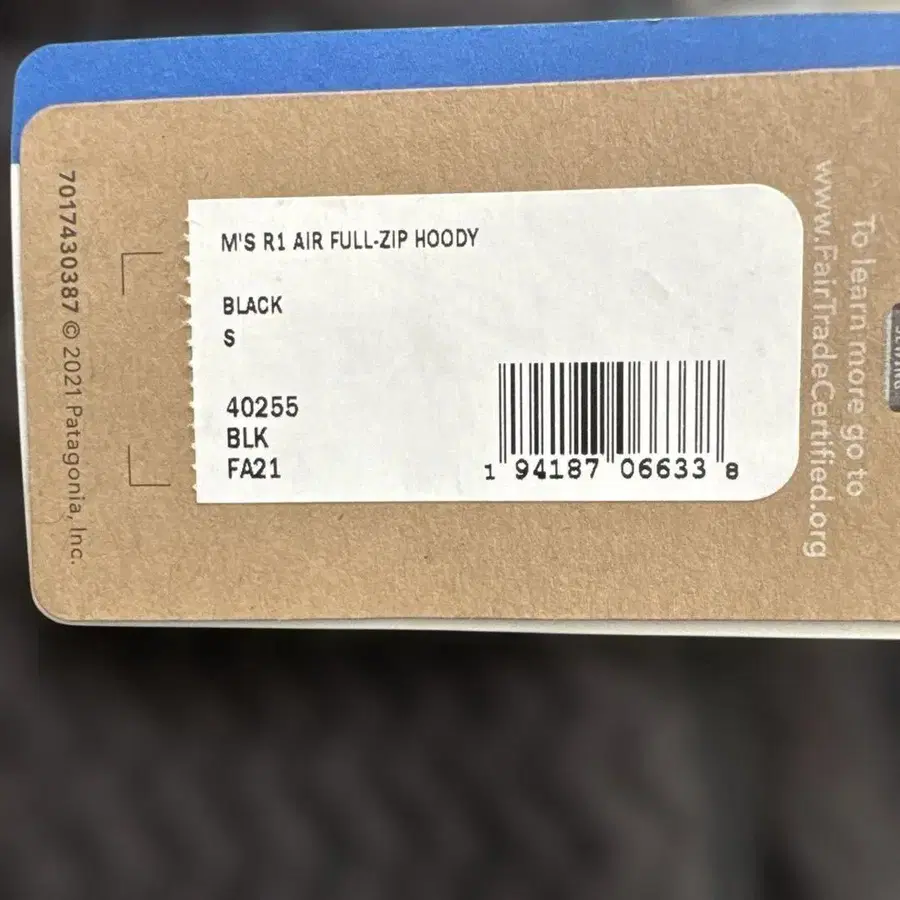 M'S R1 AIR FULL-ZIP HOODY
BLACK
S
40255
BLK
FA21
1 94187 06633 8
7017430387 © 2021 Patagonia, Inc.
To learn more go to
www.FairTradeCertified.org